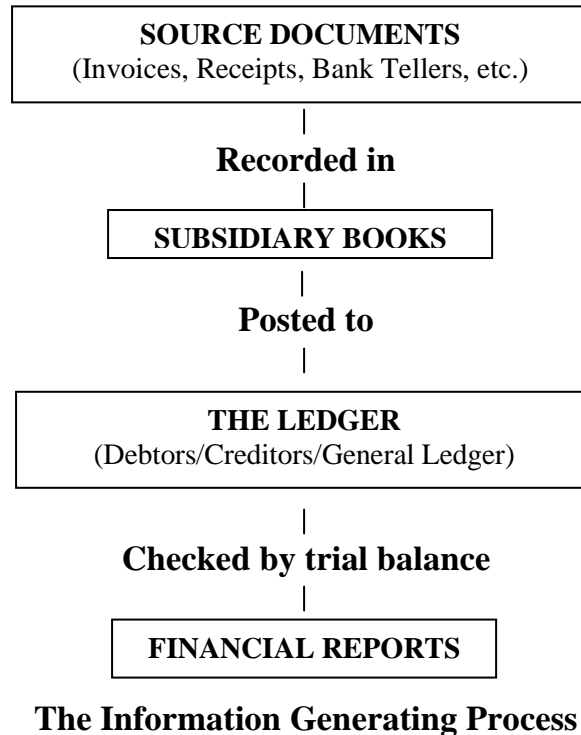 SOURCE DOCUMENTS
(Invoices, Receipts, Bank Tellers, etc.)
Recorded in
SUBSIDIARY BOOKS
Posted to
THE LEDGER
(Debtors/Creditors/General Ledger)
Checked by trial balance
FINANCIAL REPORTS
The Information Generating Process